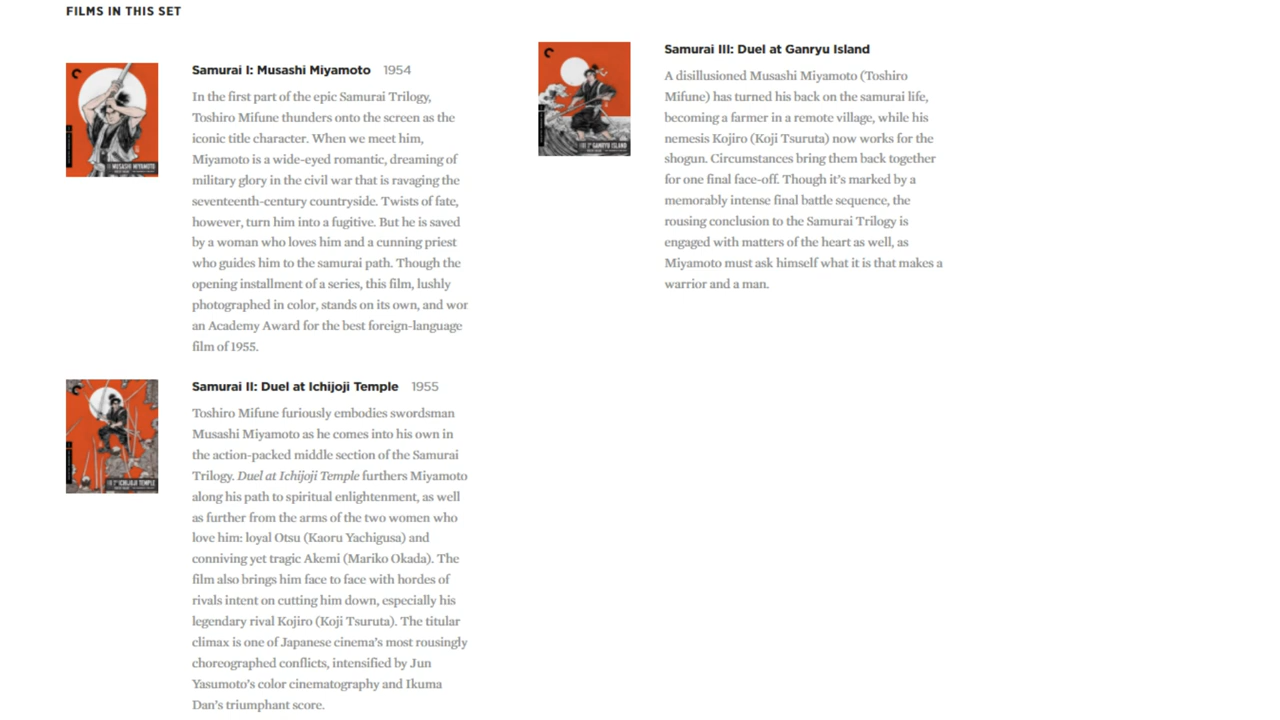 FILMS IN THIS SET
Samurai I: Musashi Miyamoto 1954
In the first part of the epic Samurai Trilogy,
Toshiro Mifune thunders onto the screen as the
iconic title character. When we meet him,
Miyamoto is a wide-eyed romantic, dreaming of
military glory in the civil war that is ravaging the
seventeenth-century countryside. Twists of fate,
however, turn him into a fugitive. But he is saved
by a woman who loves him and a cunning priest
who guides him to the samurai path. Though the
opening installment of a series, this film, lushly
photographed in color, stands on its own, and wor
an Academy Award for the best foreign-language
film of 1955.
MUSASHI MIYAMOTO
Samurai II: Duel at Ichijoji Temple 1955
Toshiro Mifune furiously embodies swordsman
Musashi Miyamoto as he comes into his own in
the action-packed middle section of the Samurai
Trilogy. Duel at Ichijoji Temple furthers Miyamoto
along his path to spiritual enlightenment, as well
as further from the arms of the two women who
love him: loyal Otsu (Kaoru Yachigusa) and
conniving yet tragic Akemi (Mariko Okada). The
film also brings him face to face with hordes of
rivals intent on cutting him down, especially his
legendary rival Kojiro (Koji Tsuruta). The titular
climax is one of Japanese cinema's most rousingly
choreographed conflicts, intensified by Jun
Yasumoto's color cinematography and Ikuma
Dan's triumphant score.
ICHIJOJI TEMPLE
Samurai III: Duel at Ganryu Island
A disillusioned Musashi Miyamoto (Toshiro
Mifune) has turned his back on the samurai life,
becoming a farmer in a remote village, while his
nemesis Kojiro (Koji Tsuruta) now works for the
shogun. Circumstances bring them back together
for one final face-off. Though it's marked by a
memorably intense final battle sequence, the
rousing conclusion to the Samurai Trilogy is
engaged with matters of the heart as well, as
Miyamoto must ask himself what it is that makes a
warrior and a man.
GANRYU ISLAND